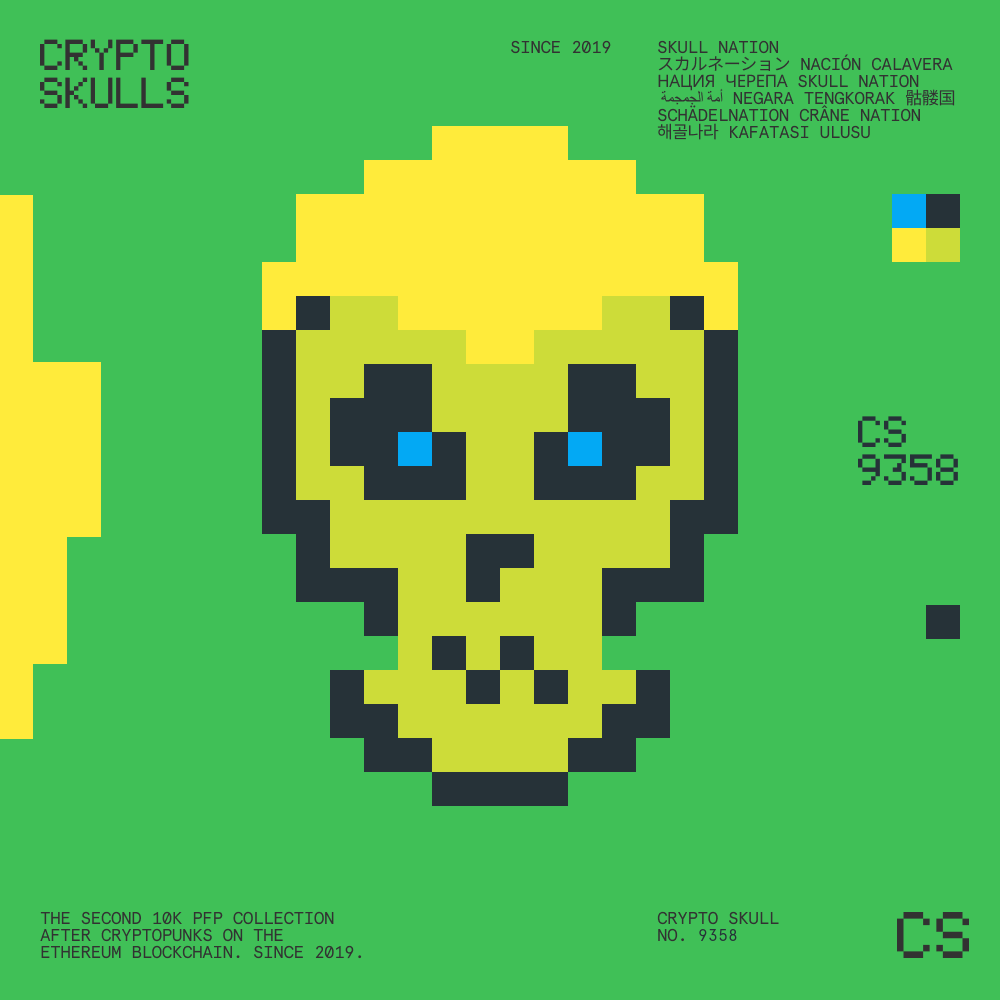 CRYPTO
SKULLS
SINCE 2019
SKULL NATION
スカルネーション NACIÓN CALAVERA
НАЦИЯ ЧЕРЕПА SKULL NATION
أمة الجمجمة NEGARA TENGKORAK 骷髅国
SCHÄDELNATION CRÂNE NATION
해골나라 KAFATASI ULUSU
CS
9358
THE SECOND 10K PFP COLLECTION
AFTER CRYPTOPUNKS ON THE
ETHEREUM BLOCKCHAIN. SINCE 2019.
CRYPTO SKULL
NO. 9358
CS